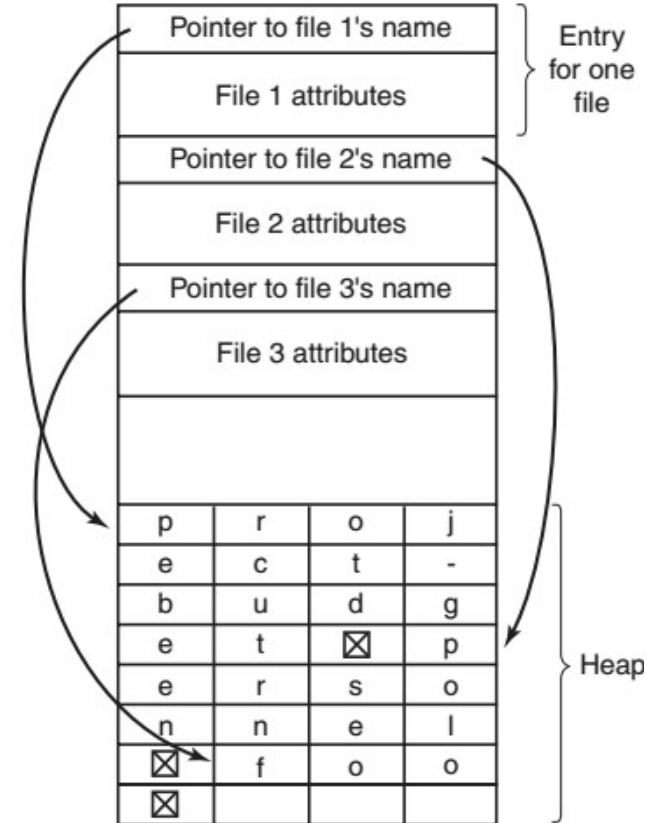 Pointer to file 1's name
Entry
for one
file
File 1 attributes
Pointer to file 2's name
File 2 attributes
Pointer to file 3's name
File 3 attributes
p r o j
e c t -
b u d g
e t ☒ p
e r s o
n n e l
☒ f o o
☒
Heap